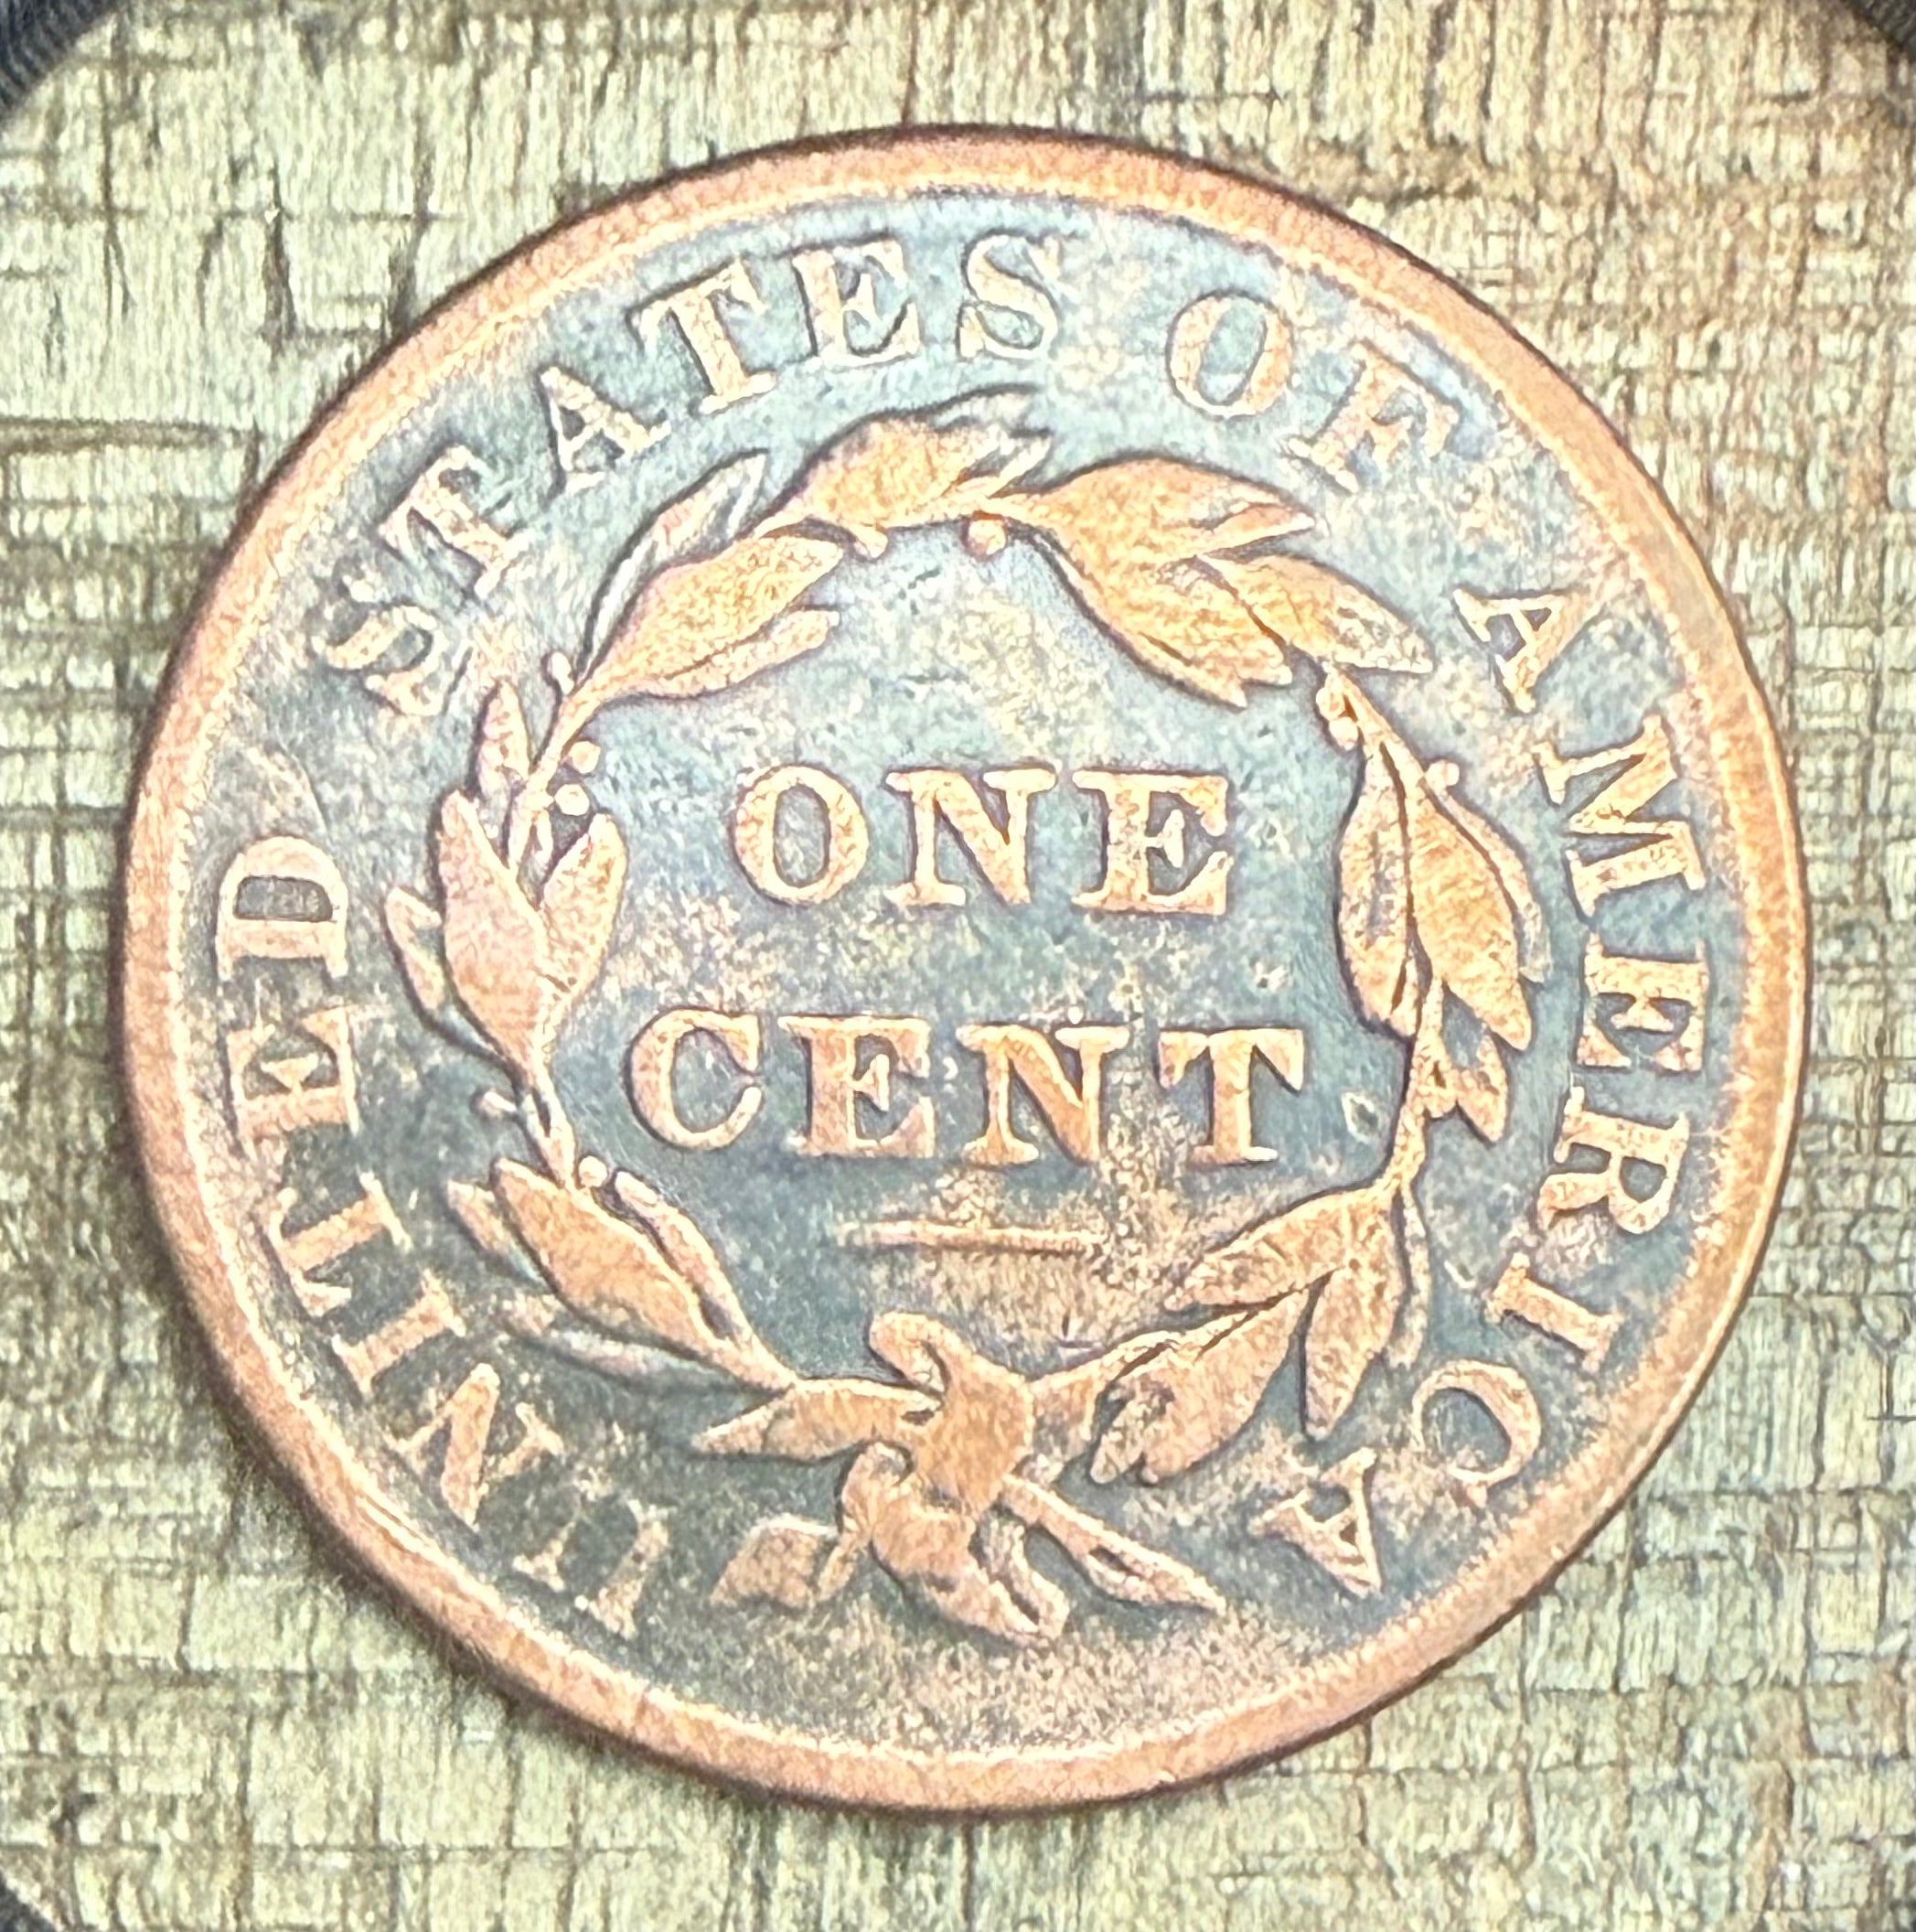 UNITED STATES OF AMERICA
ONE
CENT